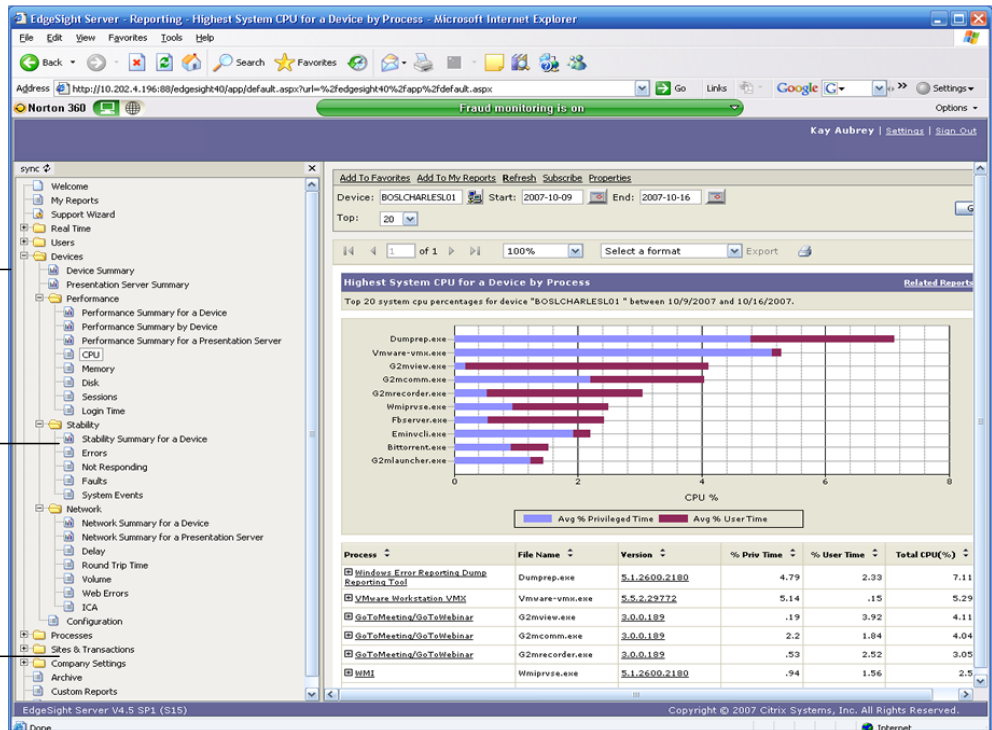 EdgeSight Server - Reporting - Highest System CPU for a Device by Process - Microsoft Internet Explorer
File Edit View Favorites Tools Help
Back Search Favorites
Address http://10.202.4.196:88/edgesight40/app/default.aspx?url=%2fedgesight40%2fapp%2fdefault.aspx Go Links Google G Settings
Norton 360 Fraud monitoring is on Options
Kay Aubrey | Settings | Sign Out
sync
Welcome
My Reports
Support Wizard
Real Time
Users
Devices
Device Summary
Presentation Server Summary
Performance
Performance Summary for a Device
Performance Summary by Device
Performance Summary for a Presentation Server
CPU
Memory
Disk
Sessions
Login Time
Stability
Stability Summary for a Device
Errors
Not Responding
Faults
System Events
Network
Network Summary for a Device
Network Summary for a Presentation Server
Delay
Round Trip Time
Volume
Web Errors
ICA
Configuration
Processes
Sites & Transactions
Company Settings
Archive
Custom Reports
Add To Favorites Add To My Reports Refresh Subscribe Properties
Device: BOSLCHARLESL01 Start: 2007-10-09 End: 2007-10-16
G
Top: 20
1 of 1 100% Select a format Export
Highest System CPU for a Device by Process Related Reports
Top 20 system cpu percentages for device "BOSLCHARLESL01 " between 10/9/2007 and 10/16/2007.
Dumprep.exe
Vmware-vmx.exe
G2mview.exe
G2mcomm.exe
G2mrecorder.exe
Wmiprvse.exe
Fbserver.exe
Eminvcli.exe
Bittorrent.exe
G2mlauncher.exe
0 2 4 6 8
CPU %
Avg % Privileged Time Avg % User Time
Process File Name Version % Priv Time % User Time Total CPU(%)
Windows Error Reporting Dump Reporting Tool Dumprep.exe 5.1.2600.2180 4.79 2.33 7.11
VMware Workstation VMX Vmware-vmx.exe 5.5.2.29772 5.14 .15 5.29
GoToMeeting/GoToWebinar G2mview.exe 3.0.0.189 .19 3.92 4.11
GoToMeeting/GoToWebinar G2mcomm.exe 3.0.0.189 2.2 1.84 4.04
GoToMeeting/GoToWebinar G2mrecorder.exe 3.0.0.189 .53 2.52 3.05
WMI Wmiprvse.exe 5.1.2600.2180 .94 1.56 2.5
EdgeSight Server V4.5 SP1 (S15) Copyright © 2007 Citrix Systems, Inc. All Rights Reserved.
Done Internet